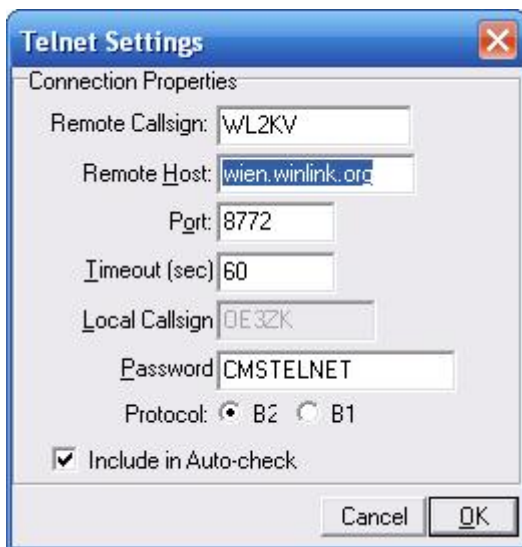 Telnet Settings
Connection Properties
Remote Callsign: WL2KV
Remote Host: wien.winlink.org
Port: 8772
Timeout (sec) 60
Local Callsign OE3ZK
Password CMSTELNET
Protocol: B2 B1
Include in Auto-check
Cancel OK